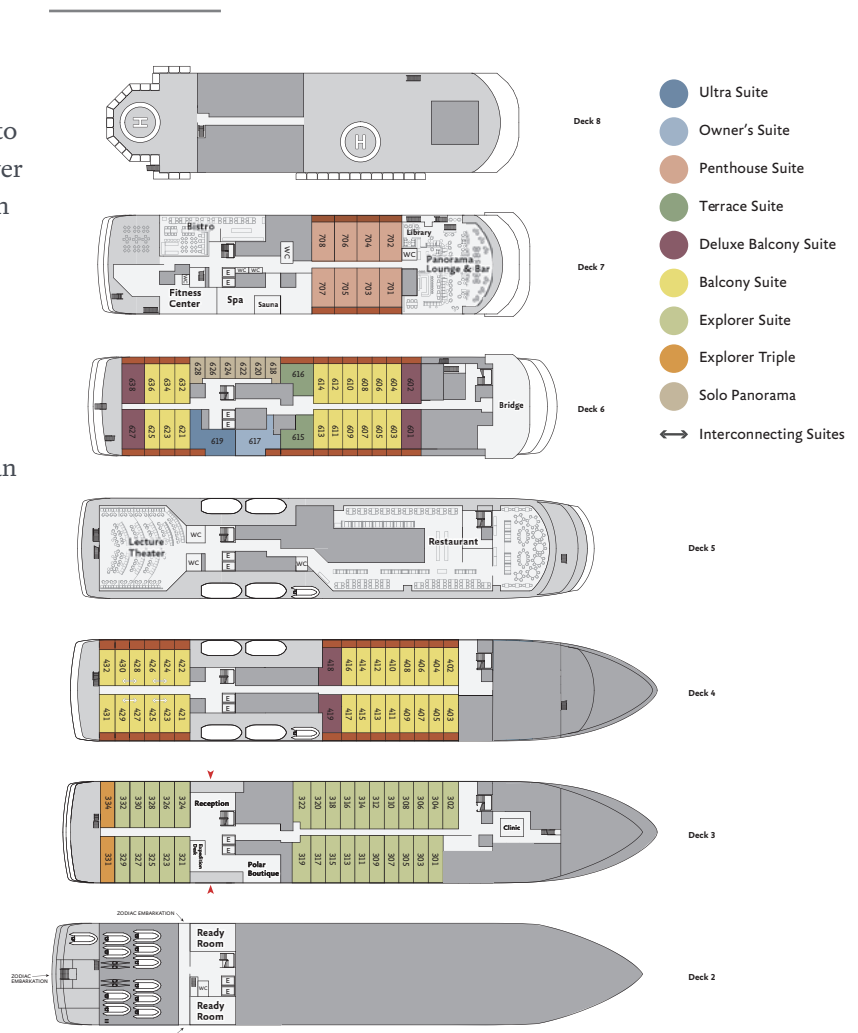 to
er
n
an
Deck 8
H
H
Ultra Suite
Owner's Suite
Penthouse Suite
Terrace Suite
Deluxe Balcony Suite
Balcony Suite
Explorer Suite
Explorer Triple
Solo Panorama
Interconnecting Suites
Bistro
708 706 704 702
Library
WC
WC
Panorama
Lounge & Bar
Deck 7
E WC WC
E
WC
Fitness
Center
Spa
Sauna
707 705 703 701
638 636 634 632 628 626 624 622 620 618 616 614 612 610 608 606 604 602
E
E
Bridge
Deck 6
627 625 623 621 619 617 615 613 611 609 607 605 603 601
Lecture
Theater
WC
WC
E
E
WC
Restaurant
Deck 5
432 430 428 426 424 422 418 416 414 412 410 408 406 404 402
E
E
Deck 4
431 429 427 425 423 421 419 417 415 413 411 409 407 405 403
334 332 330 328 326 324
Reception
322 320 318 316 314 312 310 308 306 304 302
Clinic
Deck 3
E
E
331 329 327 325 323 321
Expedition
Desk
Polar
Boutique
319 317 315 313 311 309 307 305 303 301
ZODIAC EMBARKATION
Ready
Room
ZODIAC
EMBARKATION
WC
E
E
Deck 2
Ready
Room